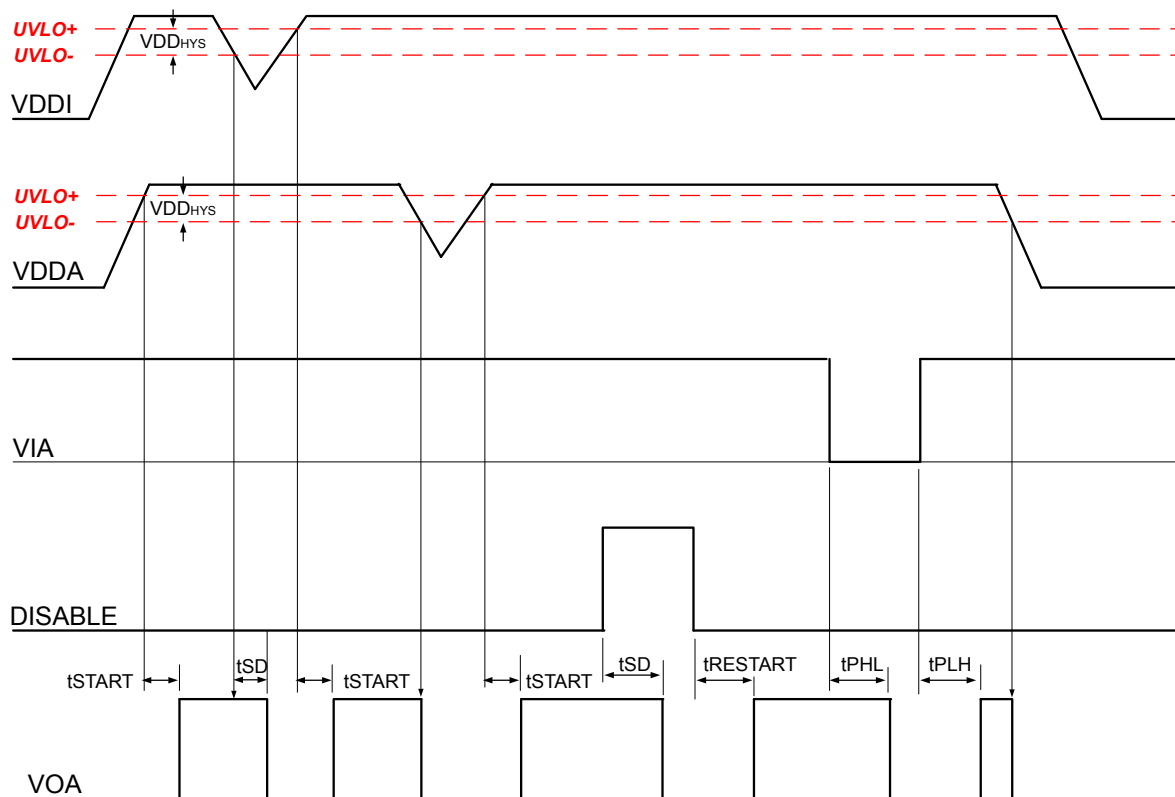 UVLO+
VDDHYS
UVLO-
VDDI
UVLO+
VDDHYS
UVLO-
VDDA
VIA
DISABLE
tSTART
tSD
tSTART
tSTART
tSD
tRESTART
tPHL
tPLH
VOA